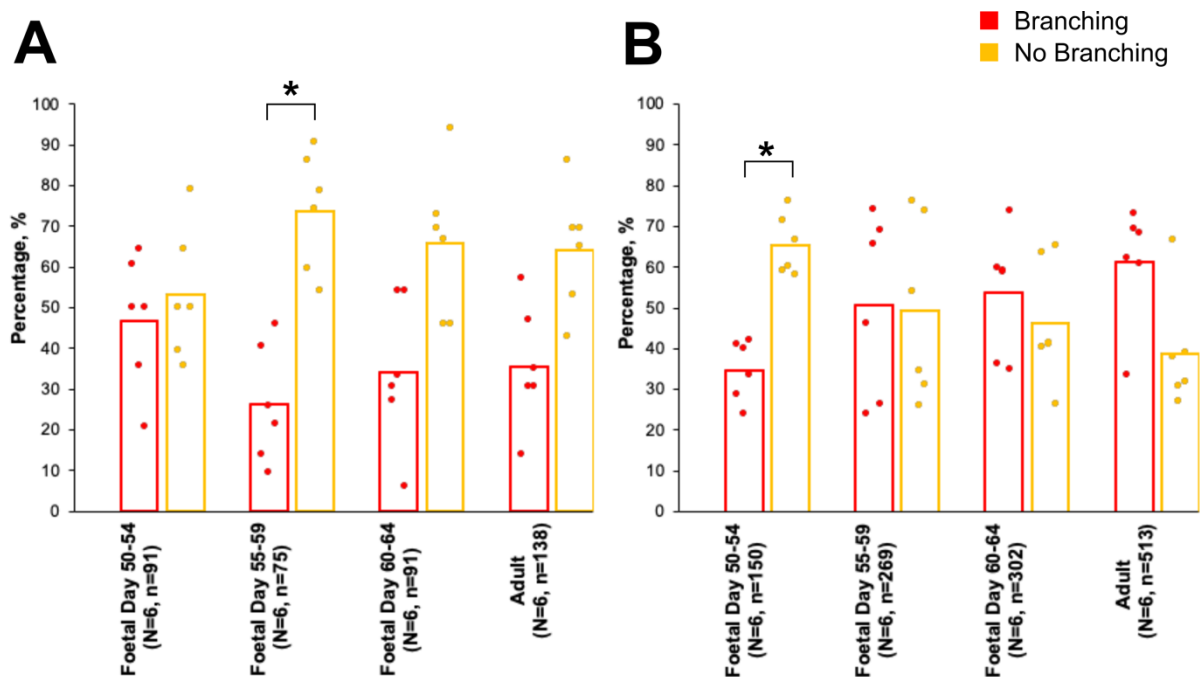 A
B
Branching
No Branching
*
*
Percentage, %
100
90
80
70
60
50
40
30
20
10
0
Foetal Day 50-54
(N=6, n=91)
Foetal Day 55-59
(N=6, n=75)
Foetal Day 60-64
(N=6, n=91)
Adult
(N=6, n=138)
Percentage, %
100
90
80
70
60
50
40
30
20
10
0
Foetal Day 50-54
(N=6, n=150)
Foetal Day 55-59
(N=6, n=269)
Foetal Day 60-64
(N=6, n=302)
Adult
(N=6, n=513)